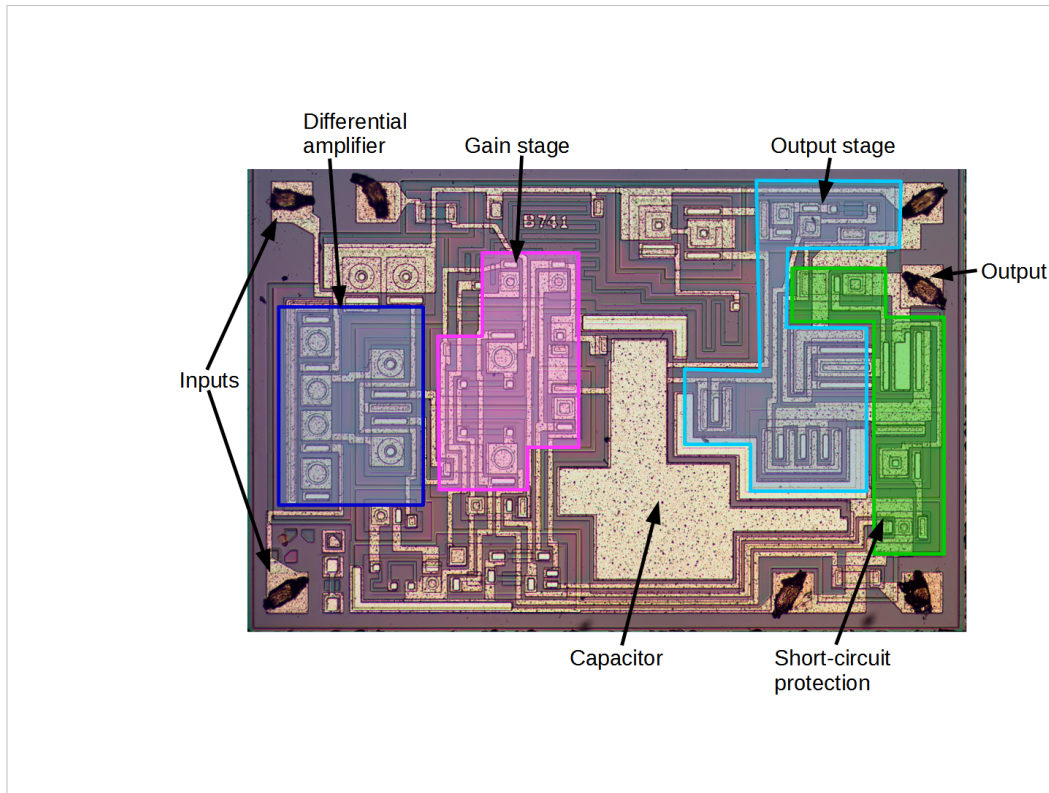 Differential
amplifier
Gain stage
Output stage
B741
Output
Inputs
Capacitor
Short-circuit
protection